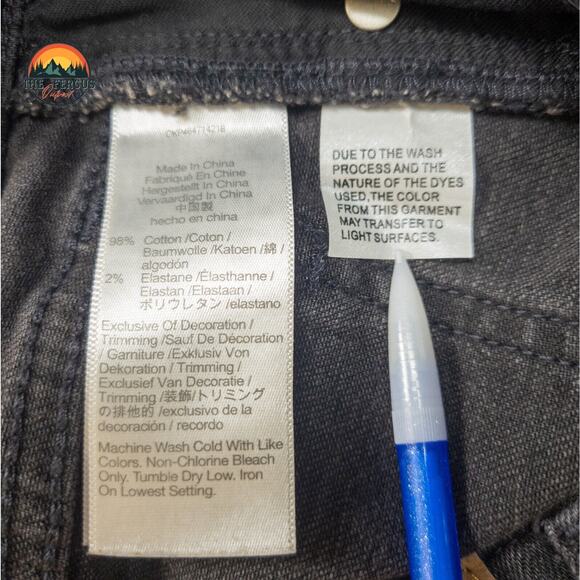 THE FERGUS
Outpost
CKP46471421B
Made In China
Fabriqué En Chine
Hergestellt In China
Vervaardigd In China
中国製
hecho en china
98% Cotton /Coton /
Baumwolle /Katoen /綿 /
algodón
2% Elastane /Élasthanne /
Elastan /Elastaan /
ポリウレタン /elastano
Exclusive Of Decoration /
Trimming /Sauf De Décoration
/ Garniture /Exklusiv Von
Dekoration / Trimming /
Exclusief Van Decoratie /
Trimming /装飾/トリミング
の排他的 /exclusivo de la
decoración / recordo
Machine Wash Cold With Like
Colors. Non-Chlorine Bleach
Only. Tumble Dry Low. Iron
On Lowest Setting.
DUE TO THE WASH
PROCESS AND THE
NATURE OF THE DYES
USED, THE COLOR
FROM THIS GARMENT
MAY TRANSFER TO
LIGHT SURFACES.